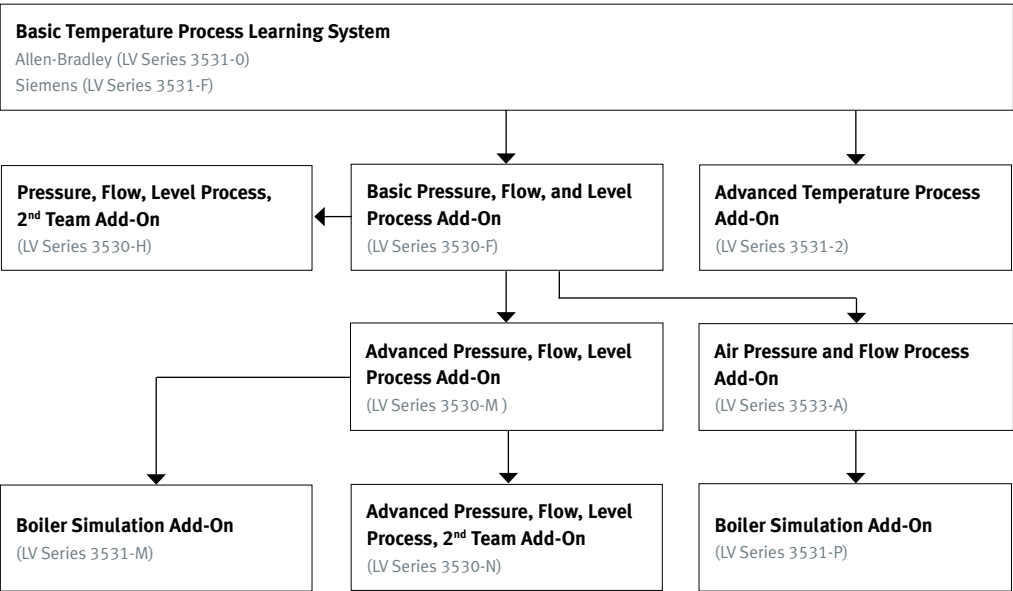 Basic Temperature Process Learning System
Allen-Bradley (LV Series 3531-0)
Siemens (LV Series 3531-F)
Pressure, Flow, Level Process,
2nd Team Add-On
(LV Series 3530-H)
Basic Pressure, Flow, and Level
Process Add-On
(LV Series 3530-F)
Advanced Temperature Process
Add-On
(LV Series 3531-2)
Advanced Pressure, Flow, Level
Process Add-On
(LV Series 3530-M )
Air Pressure and Flow Process
Add-On
(LV Series 3533-A)
Boiler Simulation Add-On
(LV Series 3531-M)
Advanced Pressure, Flow, Level
Process, 2nd Team Add-On
(LV Series 3530-N)
Boiler Simulation Add-On
(LV Series 3531-P)